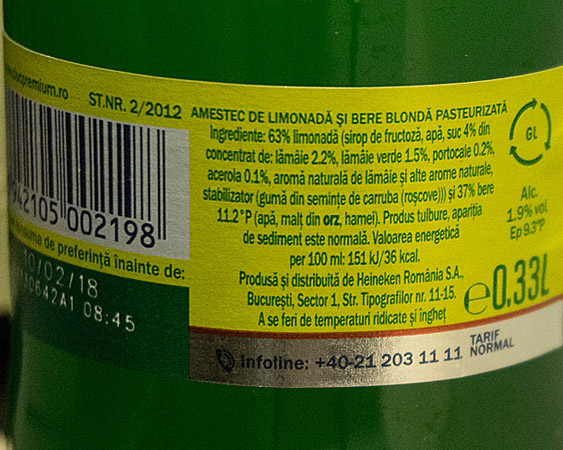 premium.ro
ST.NR. 2/2012
42105 002198
de preferință înainte de:
10/02/18
0642A1 08:45
AMESTEC DE LIMONADĂ ȘI BERE BLONDĂ PASTEURIZATĂ
Ingrediente: 63% limonadă (sirop de fructoză, apă, suc 4% din
concentrat de: lămâie 2.2%, lămâie verde 1.5%, portocale 0.2%,
acerola 0.1%, aromă naturală de lămâie și alte arome naturale,
stabilizator (gumă din semințe de carruba (roșcove))) și 37% bere
11.2°P (apă, malț din orz, hamei). Produs tulbure, apariția
de sediment este normală. Valoarea energetică
per 100 ml: 151 kJ/36 kcal.
Produsă și distribuită de Heineken România S.A.,
București, Sector 1, Str. Tipografilor nr. 11-15.
A se feri de temperaturi ridicate și îngheț
GL
Alc.
1.9% vol
Ep 9.3°P
e 0.33L
Infoline: +40-21 203 11 11
TARIF
NORMAL